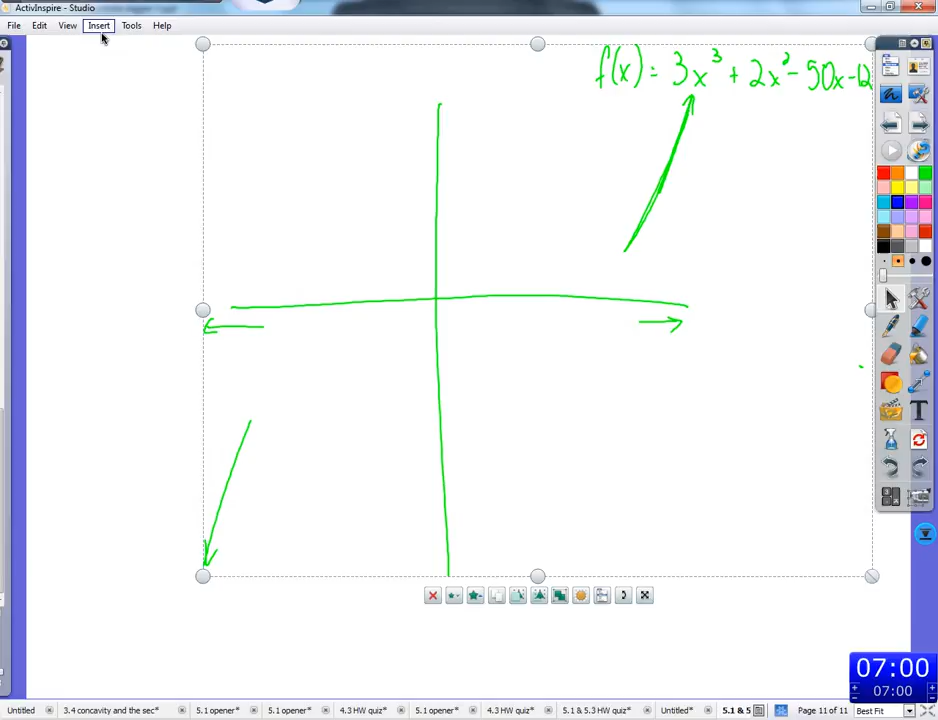 ActivInspire - Studio
File Edit View Insert Tools Help
f(x) = 3x³ + 2x² - 50x - 12
T
07:00
07:00
Untitled 3.4 concavity and the sec* 5.1 opener* 5.1 opener* 4.3 HW quiz* 5.1 opener* 4.3 HW quiz* 5.1 & 5.3 HW quiz* Untitled* 5.1 & 5 Page 11 of 11 Best Fit